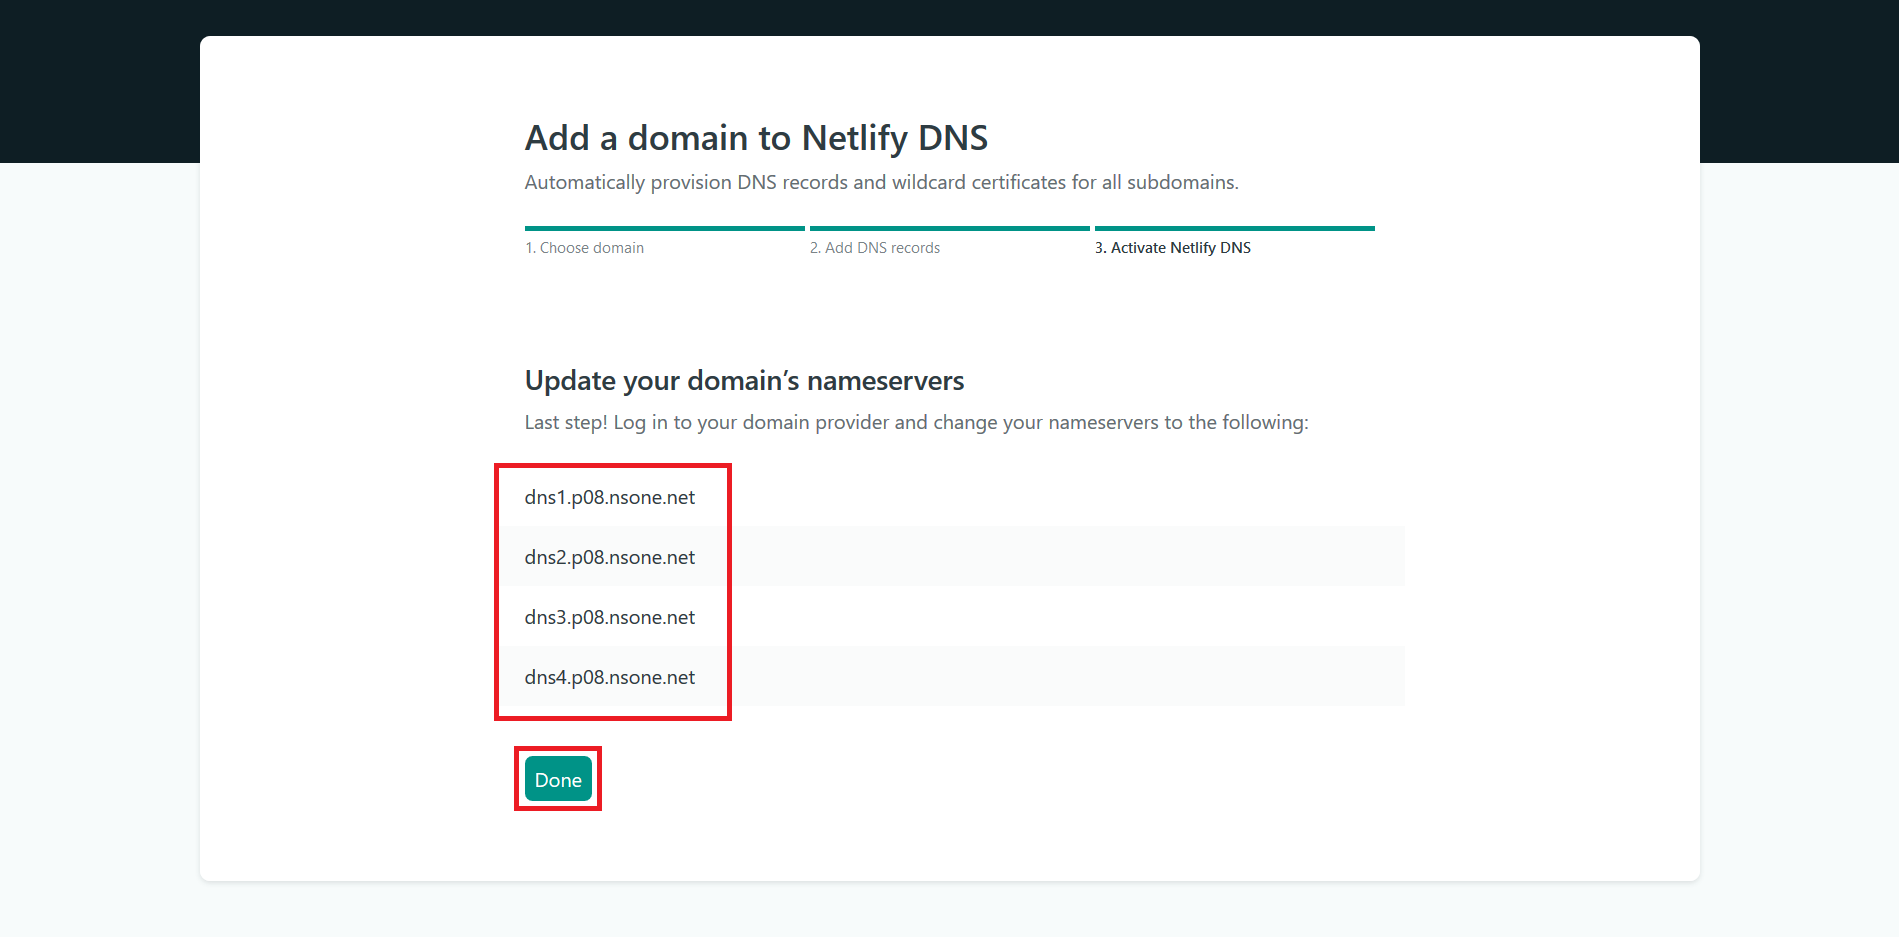 Add a domain to Netlify DNS
Automatically provision DNS records and wildcard certificates for all subdomains.
1. Choose domain
2. Add DNS records
3. Activate Netlify DNS
Update your domain’s nameservers
Last step! Log in to your domain provider and change your nameservers to the following:
dns1.p08.nsone.net
dns2.p08.nsone.net
dns3.p08.nsone.net
dns4.p08.nsone.net
Done